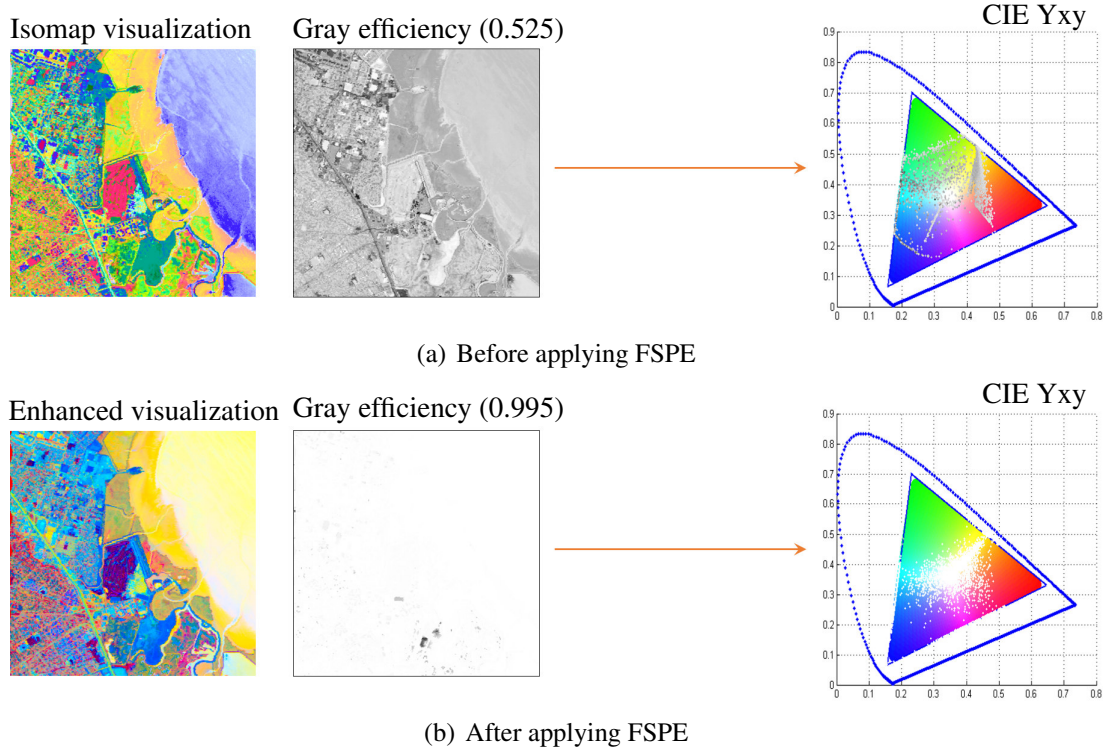 Isomap visualization
Gray efficiency (0.525)
CIE Yxy
0.9
0.8
0.7
0.6
0.5
0.4
0.3
0.2
0.1
0
0 0.1 0.2 0.3 0.4 0.5 0.6 0.7 0.8
(a) Before applying FSPE
Enhanced visualization
Gray efficiency (0.995)
CIE Yxy
0.9
0.8
0.7
0.6
0.5
0.4
0.3
0.2
0.1
0
0 0.1 0.2 0.3 0.4 0.5 0.6 0.7 0.8
(b) After applying FSPE